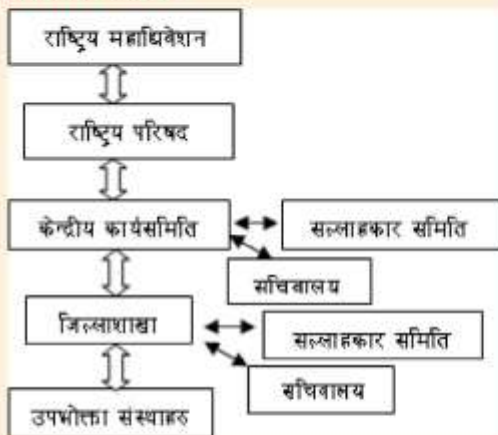 राष्ट्रिय महाधिवेशन
राष्ट्रिय परिषद
केन्द्रीय कार्यसमिति
सल्लाहकार समिति
सचिवालय
जिल्लाशाखा
सल्लाहकार समिति
सचिवालय
उपभोक्ता संस्थाहरु